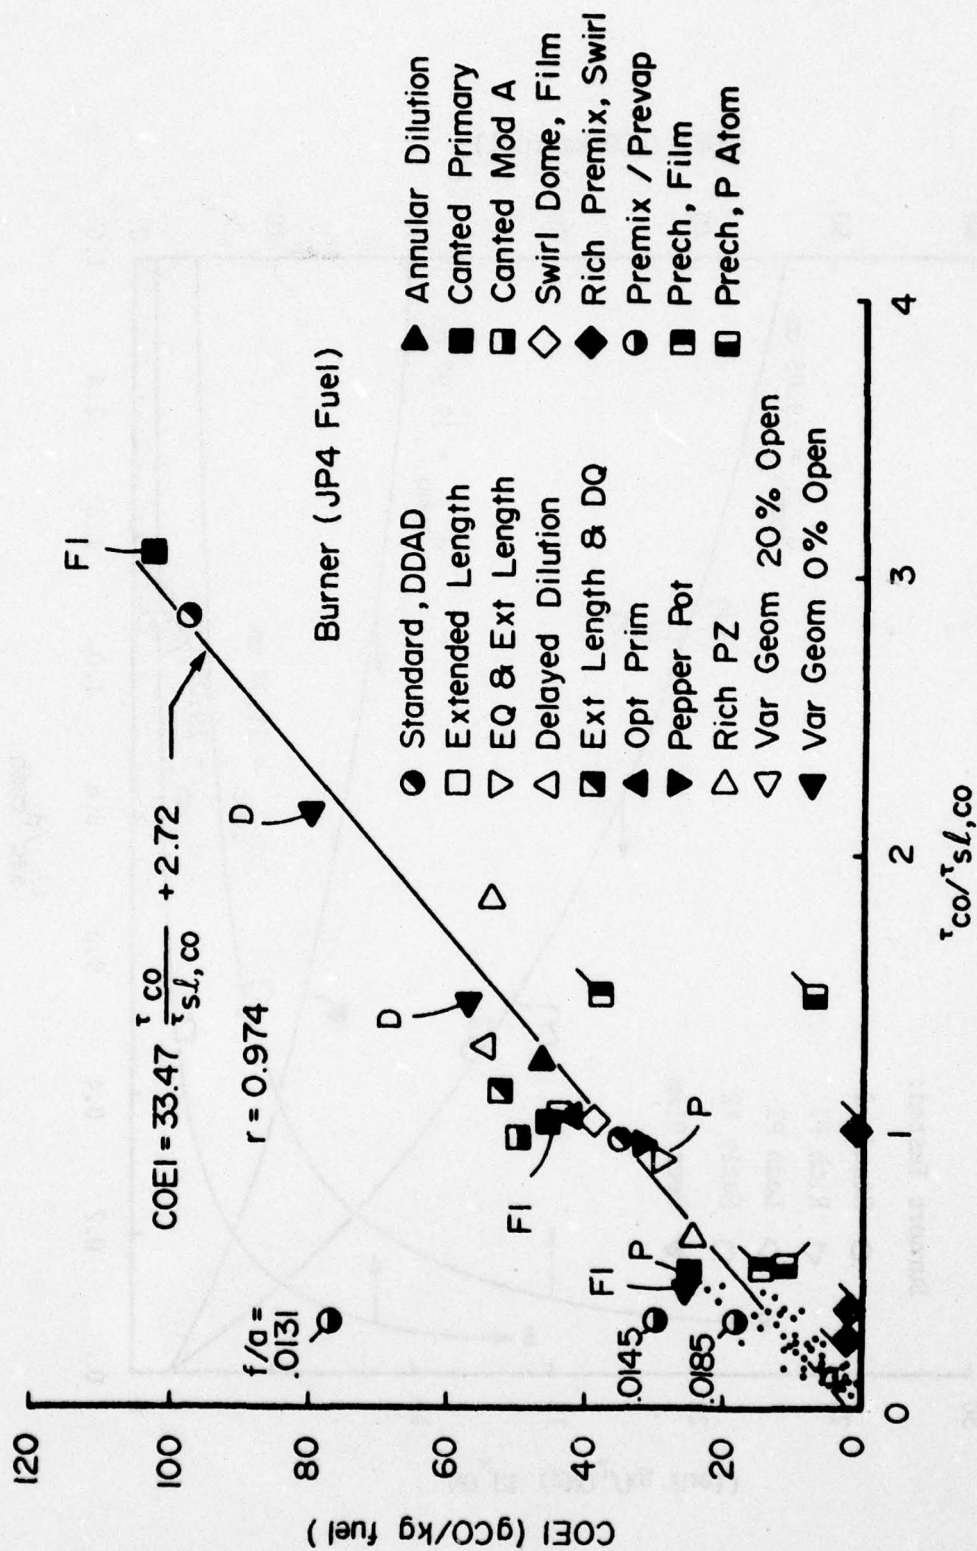 120
100
80
60
40
20
0
COEI (gCO/kg fuel)
0
1
2
3
4
τco/τsℓ,co
COEI = 33.47 τco/τsℓ,co + 2.72
r = 0.974
f/a =
.0131
.0145
.0185
FI
P
FI
P
D
D
FI
Burner (JP4 Fuel)
Standard, DDAD
Extended Length
EQ & Ext Length
Delayed Dilution
Ext Length & DQ
Opt Prim
Pepper Pot
Rich PZ
Var Geom 20% Open
Var Geom 0% Open
Annular Dilution
Canted Primary
Canted Mod A
Swirl Dome, Film
Rich Premix, Swirl
Premix / Prevap
Prech, Film
Prech, P Atom